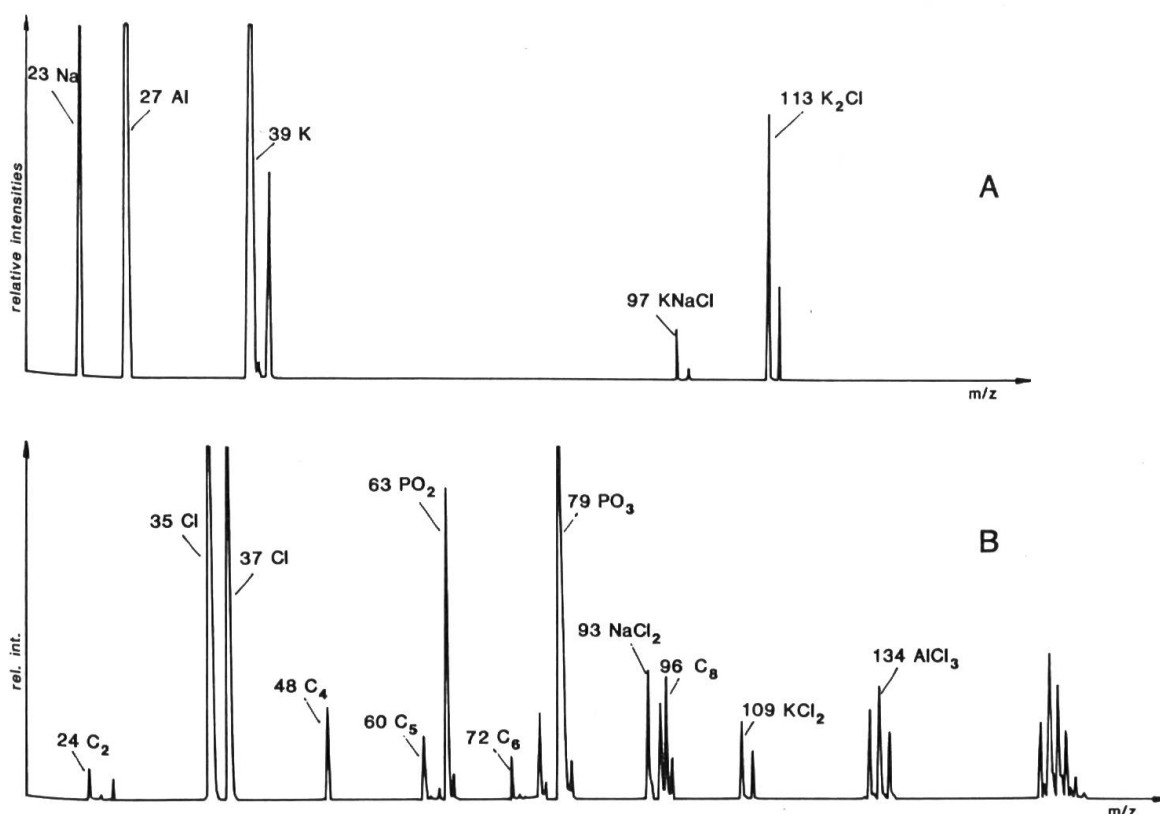 23 Na
27 Al
39 K
113 K₂Cl
A
97 KNaCl
relative intensities
m/z
35 Cl
37 Cl
63 PO₂
79 PO₃
B
93 NaCl₂
48 C₄
96 C₈
134 AlCl₃
60 C₅
72 C₆
109 KCl₂
24 C₂
rel. int.
m/z